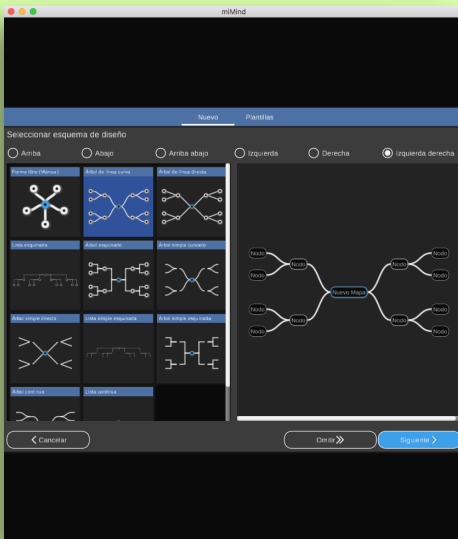 miMind
Nuevo Plantillas
Seleccionar esquema de diseño
Arriba Abajo Arriba abajo Izquierda Derecha Izquierda derecha
Forma libre (Manual) Árbol de línea curva Árbol de línea directa
Lista esquinada Árbol esquinado Árbol simple curvado
Árbol simple directo Lista simple esquinada Árbol simple esquinado
Árbol continuo Lista continua
Nodo Nodo
Nodo Nodo
Nodo Nodo
Nuevo Mapa
Nodo Nodo
Nodo Nodo
Nodo Nodo
Cancelar Omitir Siguiente